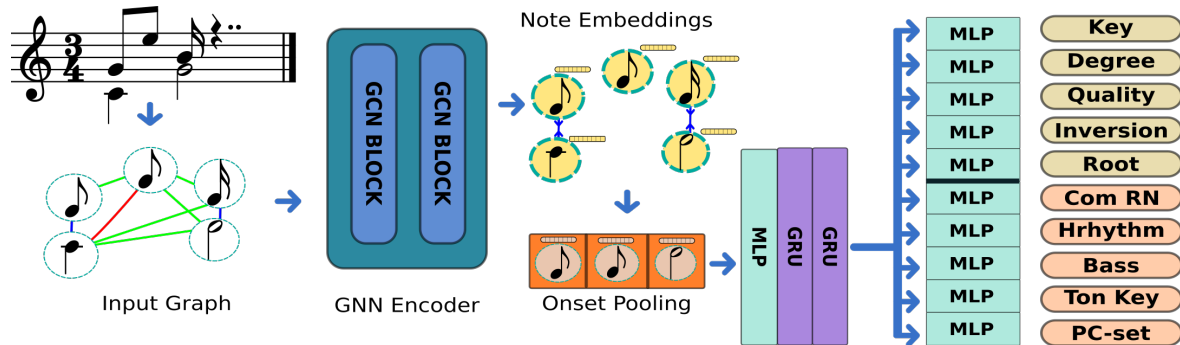 3
4
Input Graph
GCN BLOCK
GCN BLOCK
GNN Encoder
Note Embeddings
Onset Pooling
MLP
GRU
GRU
MLP
Key
MLP
Degree
MLP
Quality
MLP
Inversion
MLP
Root
MLP
Com RN
MLP
Hrhythm
MLP
Bass
MLP
Ton Key
MLP
PC-set